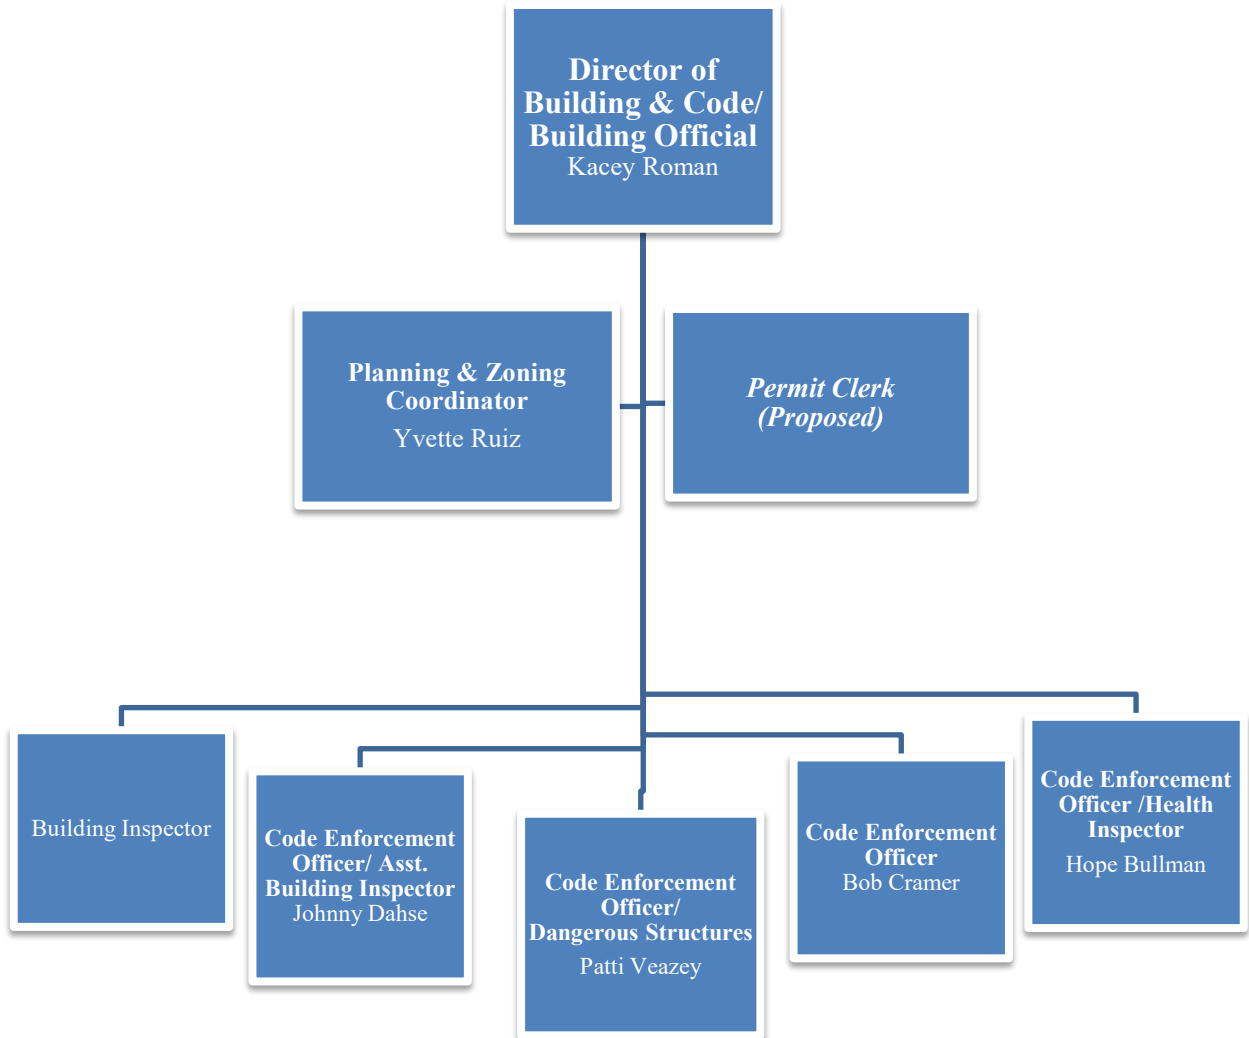 Director of
Building & Code/
Building Official
Kacey Roman
Planning & Zoning
Coordinator
Yvette Ruiz
Permit Clerk
(Proposed)
Building Inspector
Code Enforcement
Officer/ Asst.
Building Inspector
Johnny Dahse
Code Enforcement
Officer/
Dangerous Structures
Patti Veazey
Code Enforcement
Officer
Bob Cramer
Code Enforcement
Officer /Health
Inspector
Hope Bullman